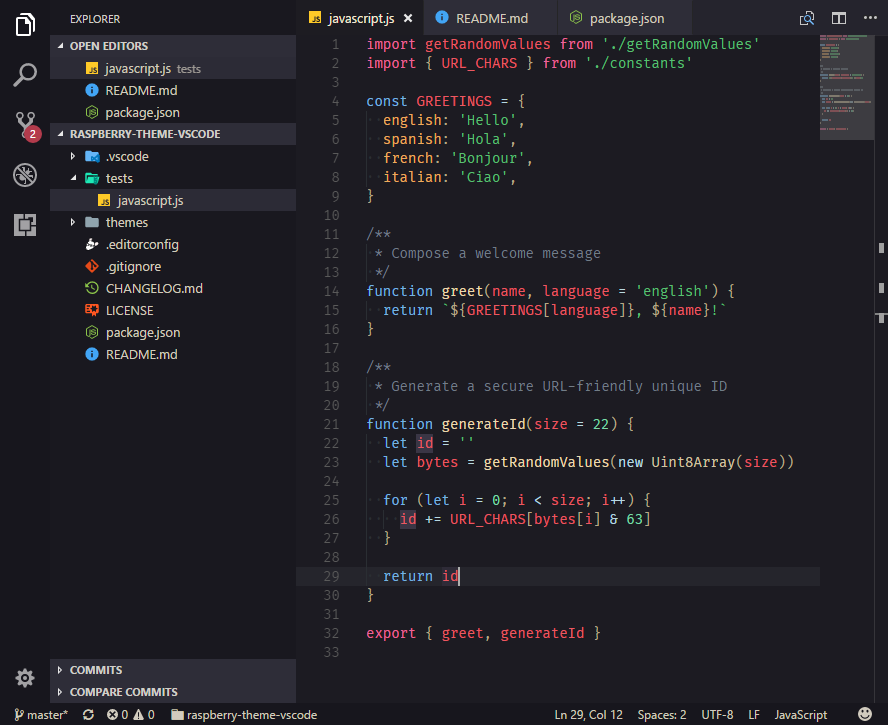 EXPLORER
OPEN EDITORS
JS javascript.js tests
README.md
package.json
RASPBERRY-THEME-VSCODE
.vscode
tests
JS javascript.js
themes
.editorconfig
.gitignore
CHANGELOG.md
LICENSE
package.json
README.md
COMMITS
COMPARE COMMITS
2
JS javascript.js × README.md package.json
1 import getRandomValues from './getRandomValues'
2 import { URL_CHARS } from './constants'
3
4 const GREETINGS = {
5 english: 'Hello',
6 spanish: 'Hola',
7 french: 'Bonjour',
8 italian: 'Ciao',
9 }
10
11 /**
12 * Compose a welcome message
13 */
14 function greet(name, language = 'english') {
15 return `${GREETINGS[language]}, ${name}!`
16 }
17
18 /**
19 * Generate a secure URL-friendly unique ID
20 */
21 function generateId(size = 22) {
22 let id = ''
23 let bytes = getRandomValues(new Uint8Array(size))
24
25 for (let i = 0; i < size; i++) {
26 id += URL_CHARS[bytes[i] & 63]
27 }
28
29 return id
30 }
31
32 export { greet, generateId }
33
master* 0 0 raspberry-theme-vscode Ln 29, Col 12 Spaces: 2 UTF-8 LF JavaScript